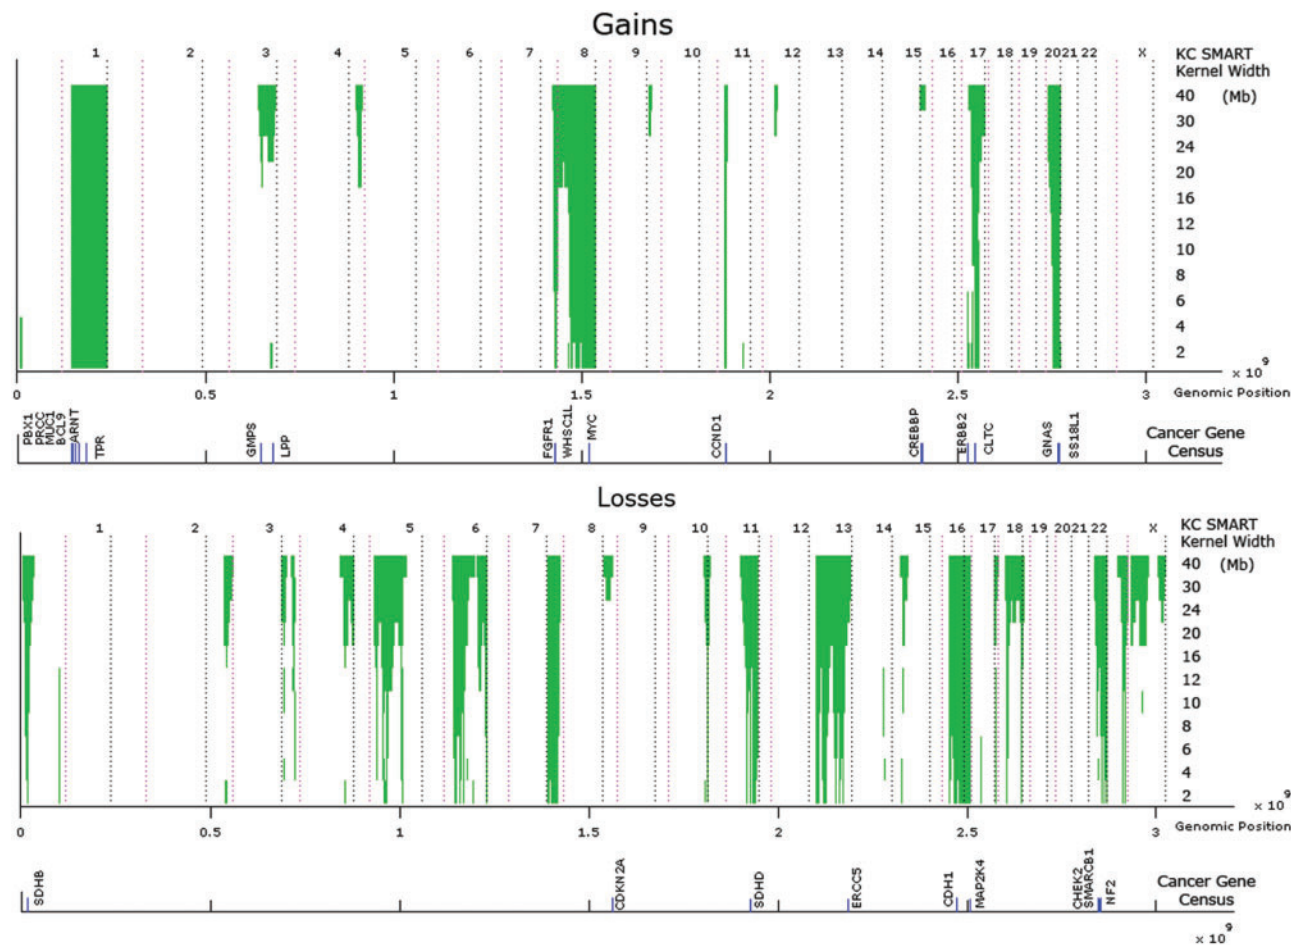 Gains
1 2 3 4 5 6 7 8 9 10 11 12 13 14 15 16 17 18 19 20 21 22 X
KC SMART
Kernel Width
(Mb)
40
30
24
20
16
12
10
8
6
4
2
0 0.5 1 1.5 2 2.5 3
× 10⁹
Genomic Position
PBX1 PRCC MUC1 BCL9 ARNT TPR GMPS LPP FGFR1 WHSC1L MYC CCND1 CREBBP ERBB2 CLTC GNAS SS18L1
Cancer Gene
Census
Losses
1 2 3 4 5 6 7 8 9 10 11 12 13 14 15 16 17 18 19 20 21 22 X
KC SMART
Kernel Width
(Mb)
40
30
24
20
16
12
10
8
6
4
2
0 0.5 1 1.5 2 2.5 3
× 10⁹
Genomic Position
SDHB CDKN2A SDHD ERCC5 CDH1 MAP2K4 CHEK2 SMARCB1 NF2
Cancer Gene
Census
× 10⁹